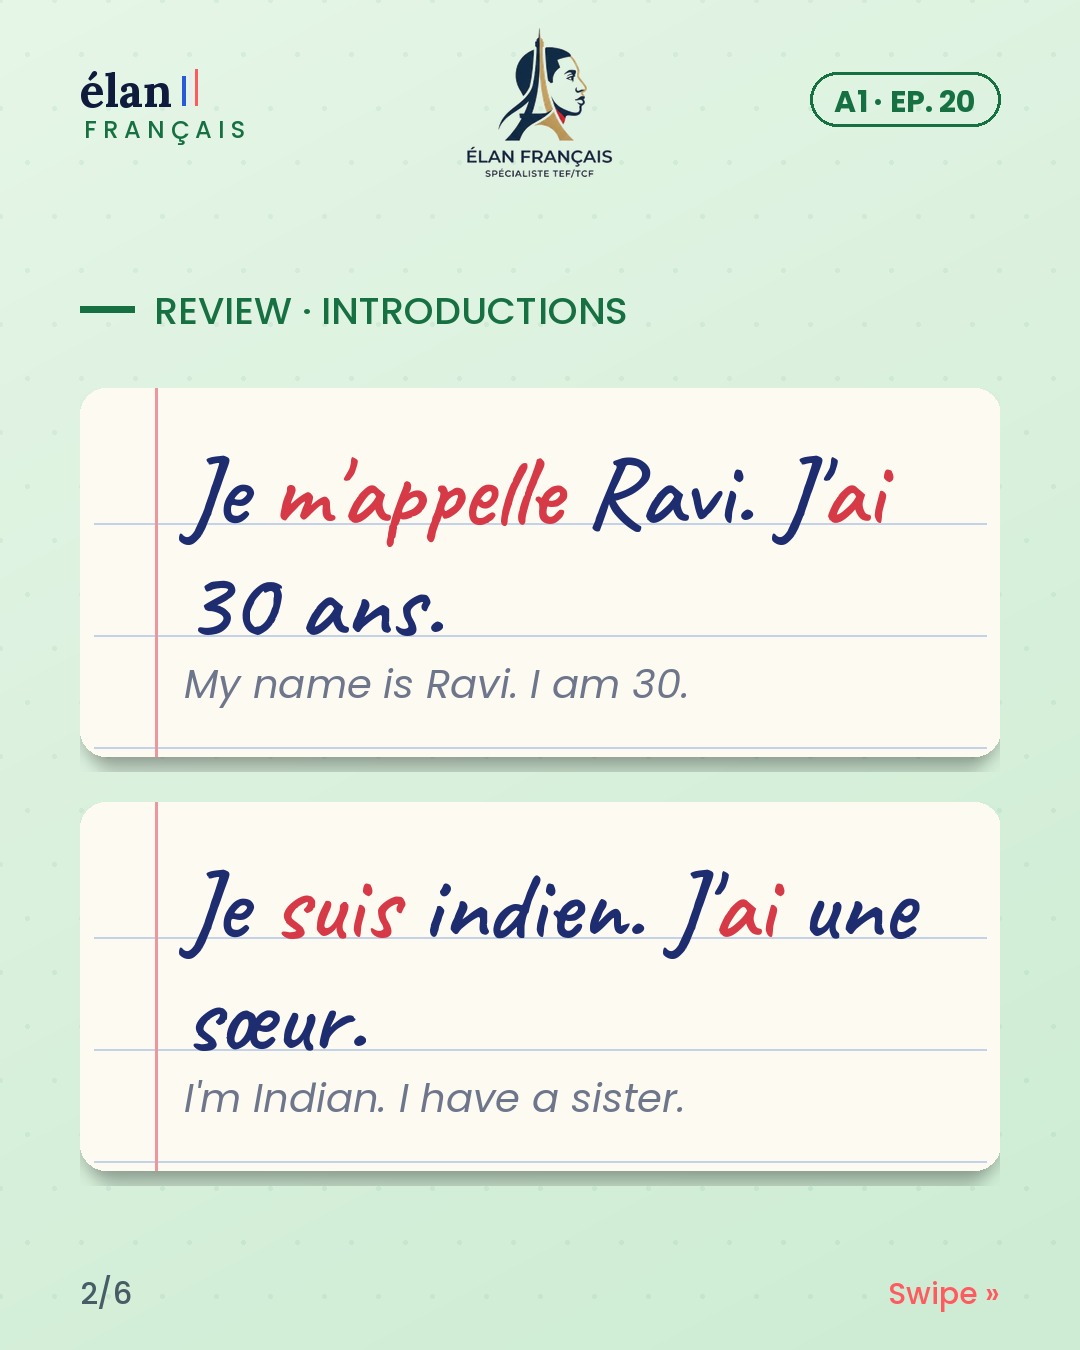 élan
FRANÇAIS
ÉLAN FRANÇAIS
SPÉCIALISTE TEF/TCF
A1 · EP. 20
REVIEW · INTRODUCTIONS
Je m'appelle Ravi. J'ai
30 ans.
My name is Ravi. I am 30.
Je suis indien. J'ai une
sœur.
I'm Indian. I have a sister.
2/6
Swipe »